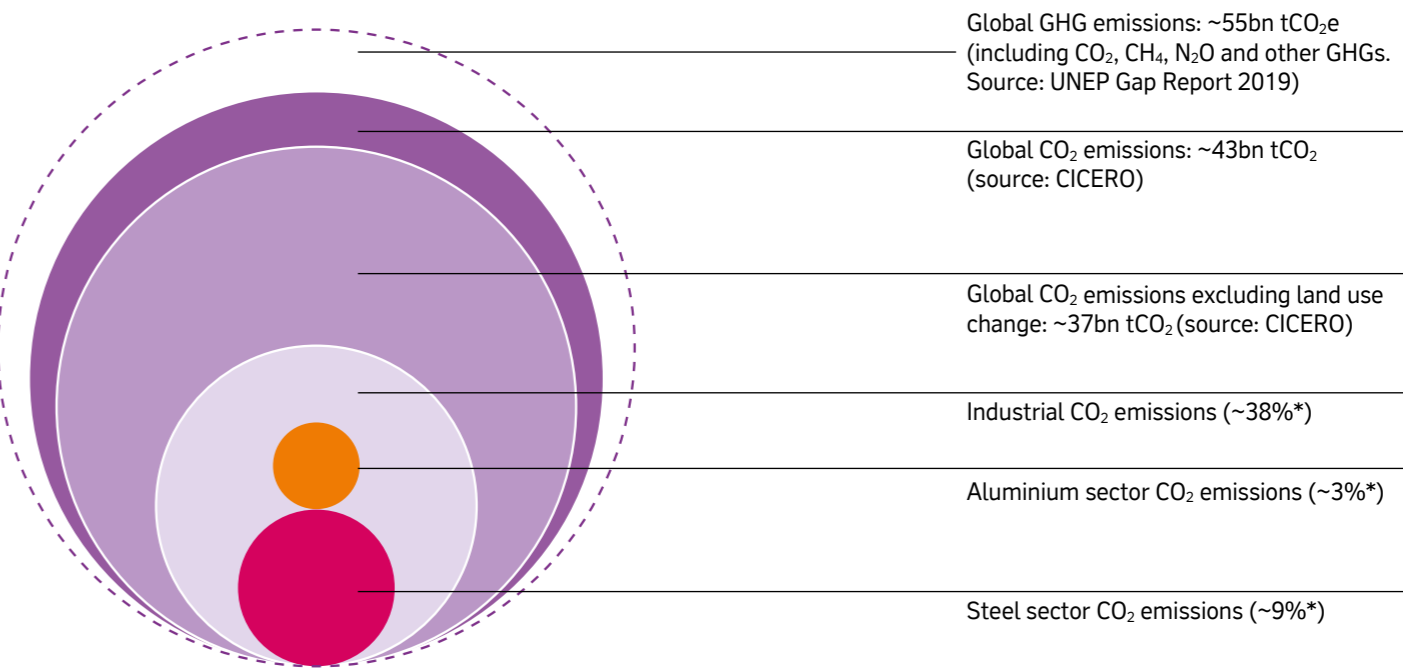 Global GHG emissions: ~55bn tCO₂e
(including CO₂, CH₄, N₂O and other GHGs.
Source: UNEP Gap Report 2019)
Global CO₂ emissions: ~43bn tCO₂
(source: CICERO)
Global CO₂ emissions excluding land use
change: ~37bn tCO₂ (source: CICERO)
Industrial CO₂ emissions (~38%*)
Aluminium sector CO₂ emissions (~3%*)
Steel sector CO₂ emissions (~9%*)